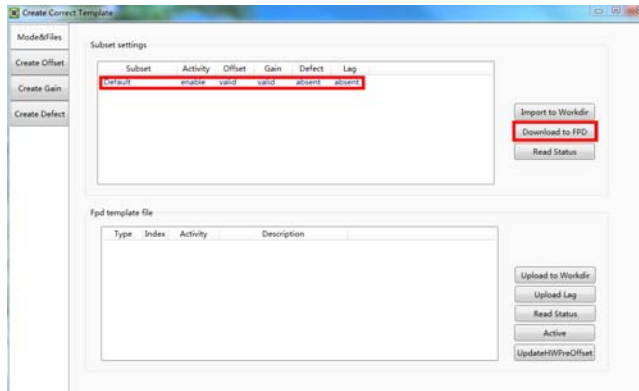 Create Correct Template
Mode&Files
Create Offset
Create Gain
Create Defect
Subset settings
Subset Activity Offset Gain Defect Lag
Default enable valid valid absent absent
Import to Workdir
Download to FPD
Read Status
Fpd template file
Type Index Activity Description
Upload to Workdir
Upload Lag
Read Status
Active
UpdateHWPreOffset